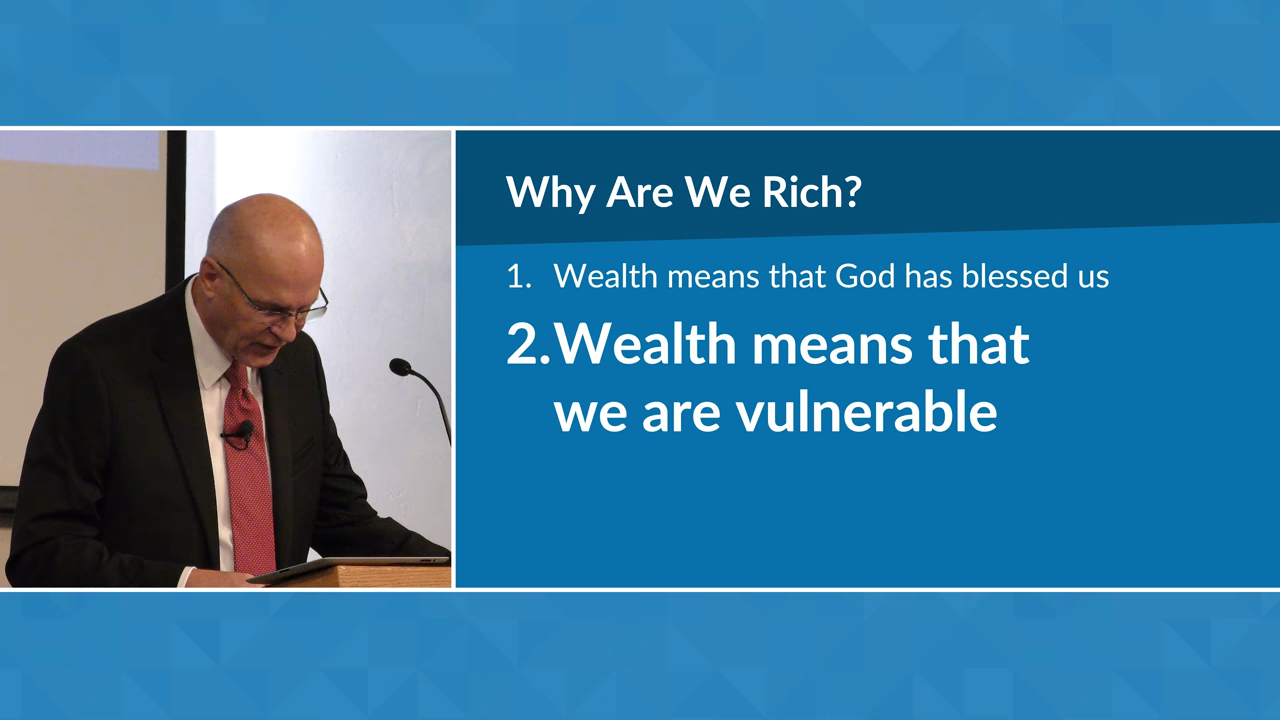 Why Are We Rich?
1. Wealth means that God has blessed us
2. Wealth means that
we are vulnerable